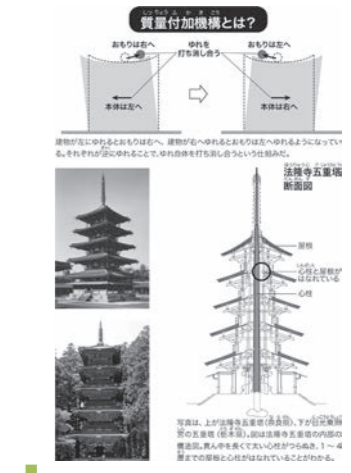 質量付加機構とは?
おもりは右へ
ゆれを
打ち消し合う
おもりは左へ
本体は左へ
本体は右へ
建物が左にゆれるとおもりは右へ、建物が右へゆれるとおもりは左へゆれるようになってい
る。それぞれが逆にゆれることで、ゆれ自体を打ち消し合うという仕組みだ。
法隆寺五重塔
断面図
屋根
心柱と屋根が
はなれている
心柱
写真は、上が法隆寺五重塔(奈良県)、下が日光東照
宮の五重塔(栃木県)。図は法隆寺五重塔の内部の
構造図。真ん中を長くて太い心柱がつらぬき、1〜4
層までの屋根と心柱がはなれていることがわかる。